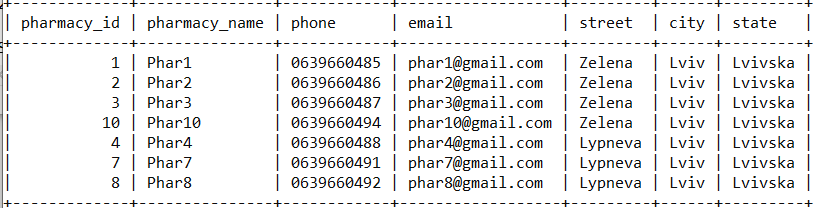 | pharmacy_id | pharmacy_name | phone | email | street | city | state |
| 1 | Phar1 | 0639660485 | phar1@gmail.com | Zelena | Lviv | Lvivska |
| 2 | Phar2 | 0639660486 | phar2@gmail.com | Zelena | Lviv | Lvivska |
| 3 | Phar3 | 0639660487 | phar3@gmail.com | Zelena | Lviv | Lvivska |
| 10 | Phar10 | 0639660494 | phar10@gmail.com | Zelena | Lviv | Lvivska |
| 4 | Phar4 | 0639660488 | phar4@gmail.com | Lypneva | Lviv | Lvivska |
| 7 | Phar7 | 0639660491 | phar7@gmail.com | Lypneva | Lviv | Lvivska |
| 8 | Phar8 | 0639660492 | phar8@gmail.com | Lypneva | Lviv | Lvivska |